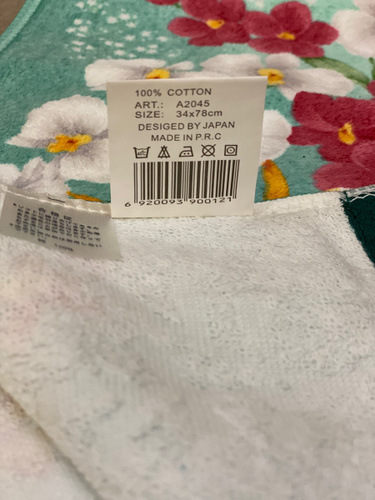 100% COTTON
ART.: A2045
SIZE: 34x78cm
DESIGED BY JAPAN
MADE IN P.R.C
6 920093 900121